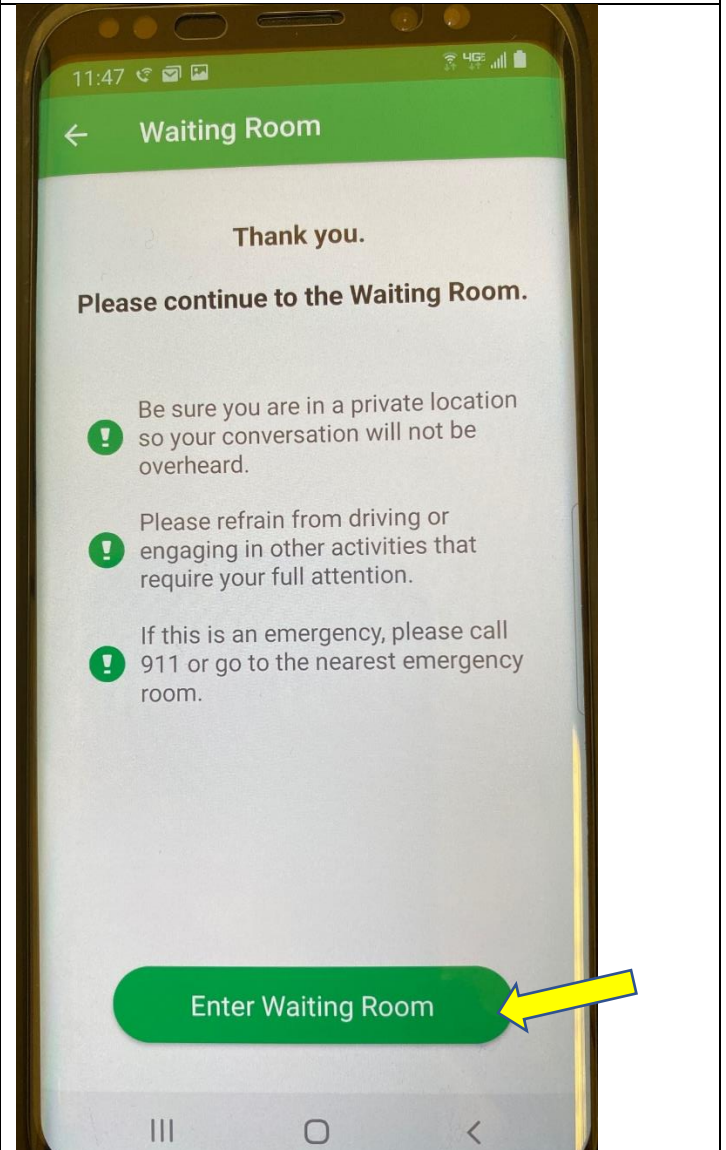 11:47
4GE
Waiting Room
Thank you.
Please continue to the Waiting Room.
Be sure you are in a private location
so your conversation will not be
overheard.
Please refrain from driving or
engaging in other activities that
require your full attention.
If this is an emergency, please call
911 or go to the nearest emergency
room.
Enter Waiting Room